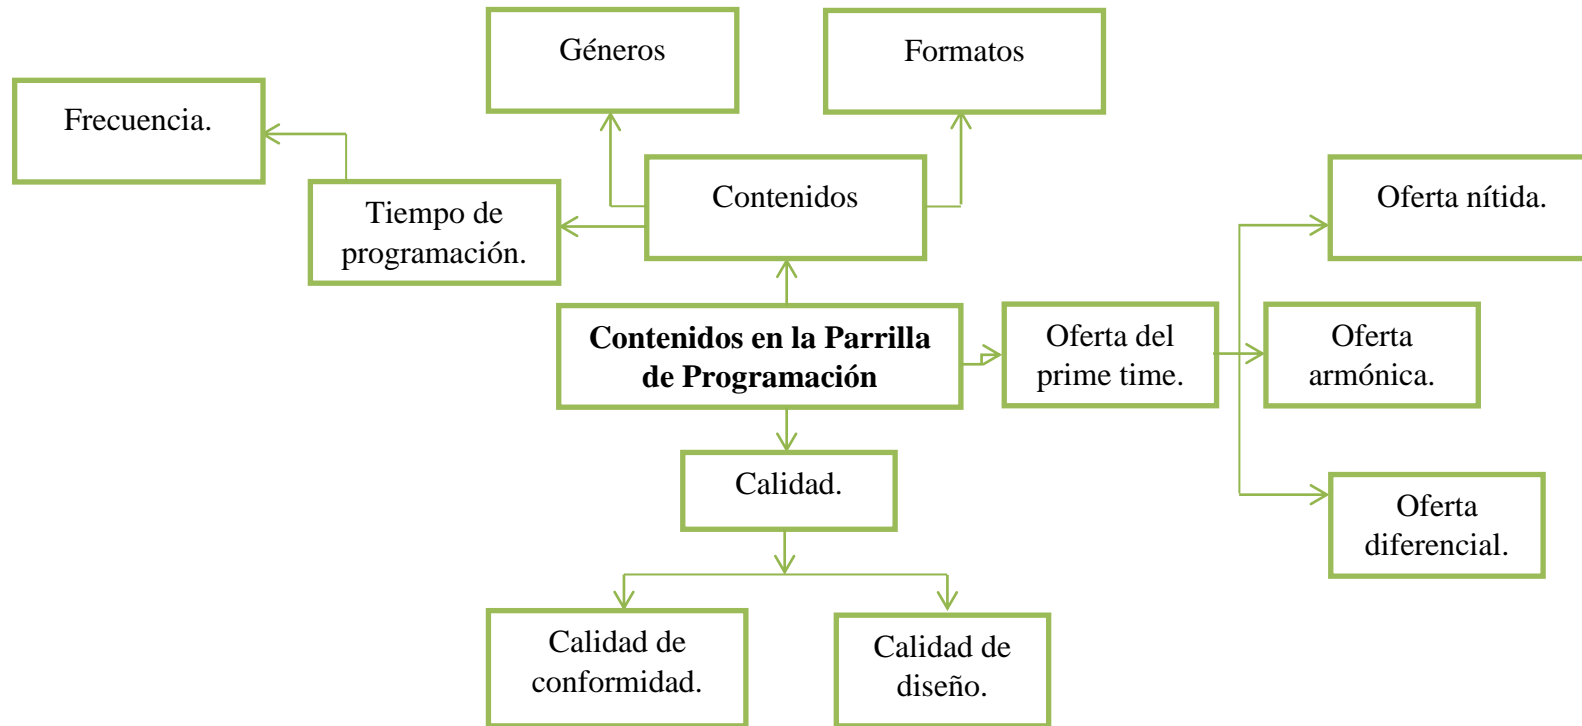 Géneros
Formatos
Frecuencia.
Contenidos
Oferta nítida.
Tiempo de
programación.
Contenidos en la Parrilla
de Programación
Oferta del
prime time.
Oferta
armónica.
Calidad.
Oferta
diferencial.
Calidad de
conformidad.
Calidad de
diseño.